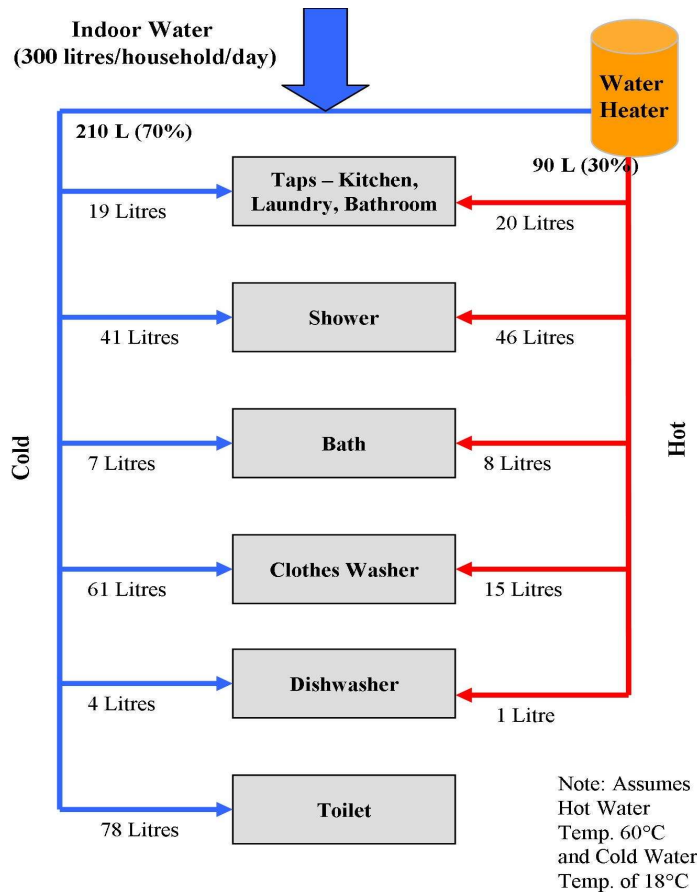 Indoor Water
(300 litres/household/day)
Water
Heater
210 L (70%)
90 L (30%)
Taps – Kitchen,
Laundry, Bathroom
19 Litres
20 Litres
Shower
41 Litres
46 Litres
Cold
Hot
Bath
7 Litres
8 Litres
Clothes Washer
61 Litres
15 Litres
Dishwasher
4 Litres
1 Litre
Toilet
78 Litres
Note: Assumes
Hot Water
Temp. 60°C
and Cold Water
Temp. of 18°C